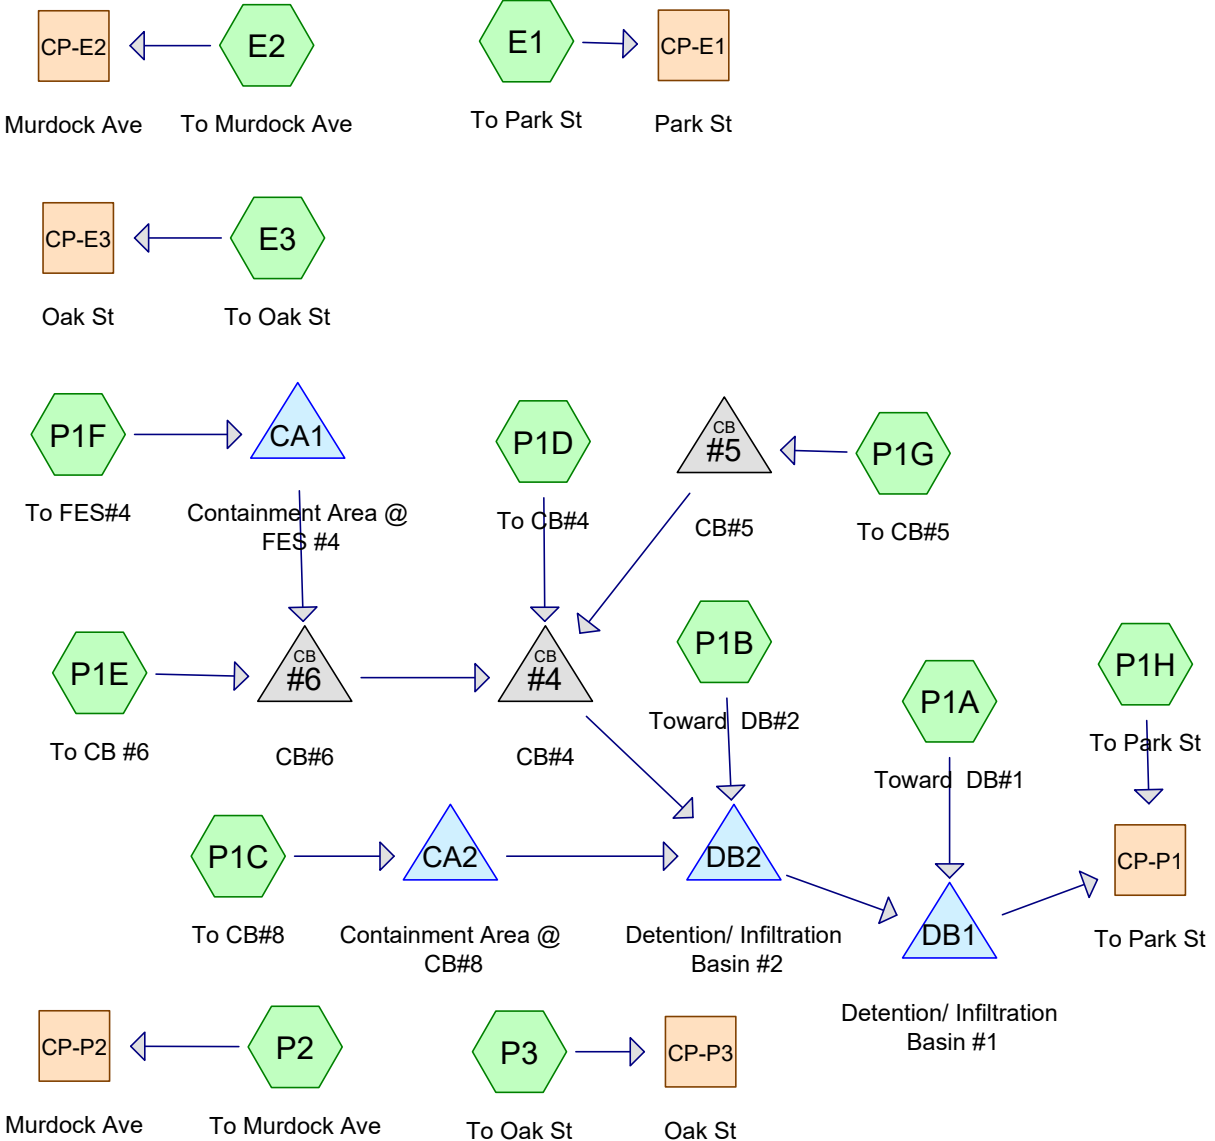 CP-E2
E2
E1
CP-E1
Murdock Ave
To Murdock Ave
To Park St
Park St
CP-E3
E3
Oak St
To Oak St
P1F
CA1
P1D
CB
#5
P1G
To FES#4
Containment Area @
FES #4
To CB#4
CB#5
To CB#5
P1E
CB
#6
CB
#4
P1B
P1A
P1H
To CB #6
CB#6
CB#4
Toward  DB#2
Toward  DB#1
To Park St
P1C
CA2
DB2
DB1
CP-P1
To CB#8
Containment Area @
CB#8
Detention/ Infiltration
Basin #2
Detention/ Infiltration
Basin #1
To Park St
CP-P2
P2
P3
CP-P3
Murdock Ave
To Murdock Ave
To Oak St
Oak St